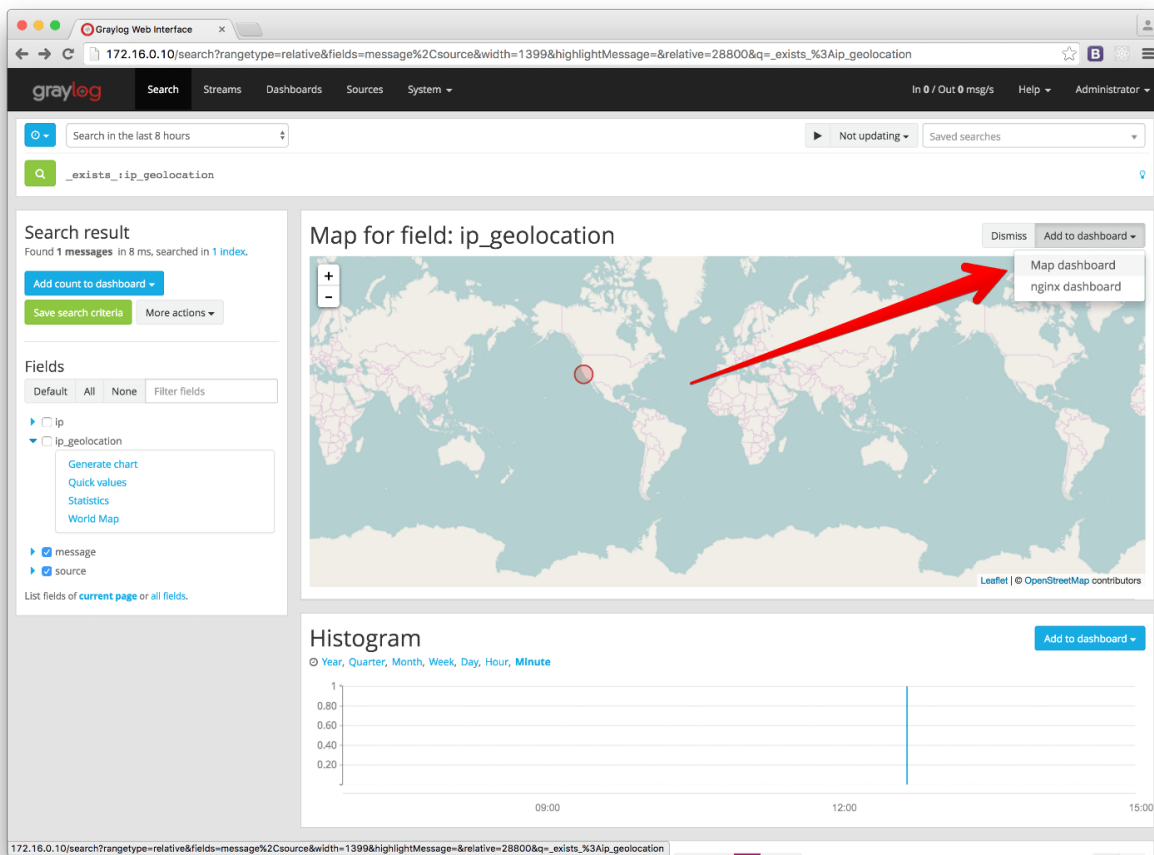 Graylog Web Interface
172.16.0.10/search?rangetype=relative&fields=message%2Csource&width=1399&highlightMessage=&relative=28800&q=_exists_%3Aip_geolocation
graylog Search Streams Dashboards Sources System In 0 / Out 0 msg/s Help Administrator
Search in the last 8 hours Not updating Saved searches
_exists_:ip_geolocation
Search result
Found 1 messages in 8 ms, searched in 1 index.
Add count to dashboard
Save search criteria More actions
Fields
Default All None Filter fields
ip
ip_geolocation
Generate chart
Quick values
Statistics
World Map
message
source
List fields of current page or all fields.
Map for field: ip_geolocation
Dismiss Add to dashboard
Map dashboard
nginx dashboard
+
-
Leaflet | © OpenStreetMap contributors
Histogram
Add to dashboard
Year, Quarter, Month, Week, Day, Hour, Minute
1
0.80
0.60
0.40
0.20
09:00 12:00 15:00
172.16.0.10/search?rangetype=relative&fields=message%2Csource&width=1399&highlightMessage=&relative=28800&q=_exists_%3Aip_geolocation